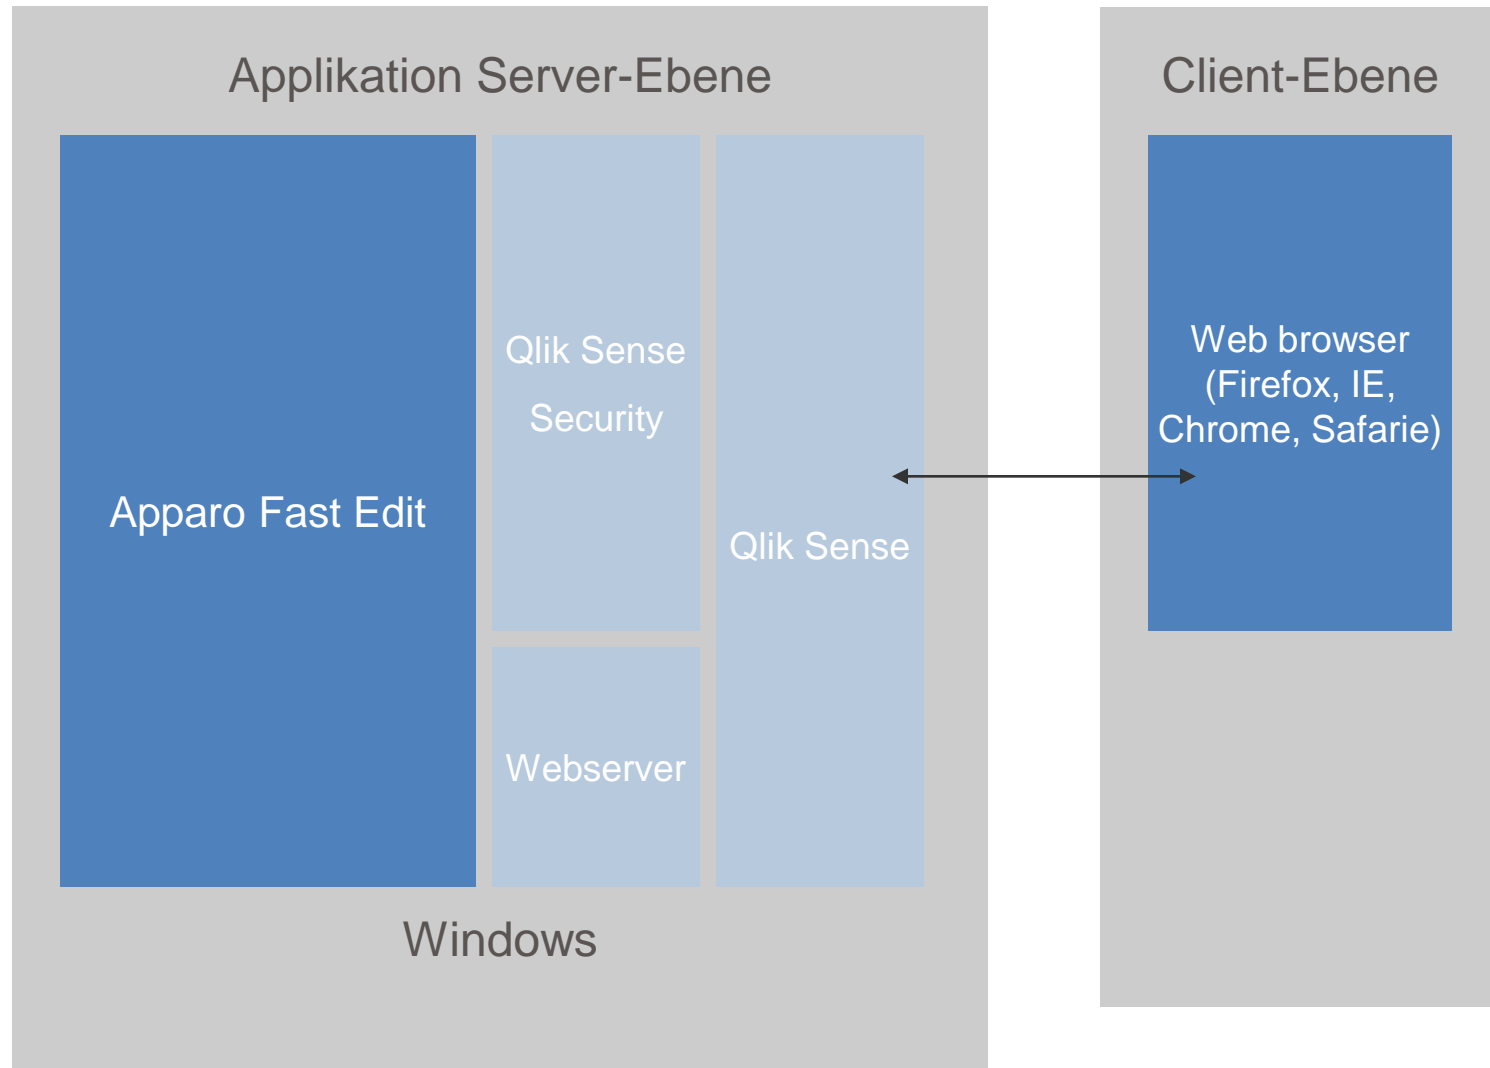 Applikation Server-Ebene
Apparo Fast Edit
Qlik Sense
Security
Webserver
Qlik Sense
Windows
Client-Ebene
Web browser
(Firefox, IE,
Chrome, Safarie)